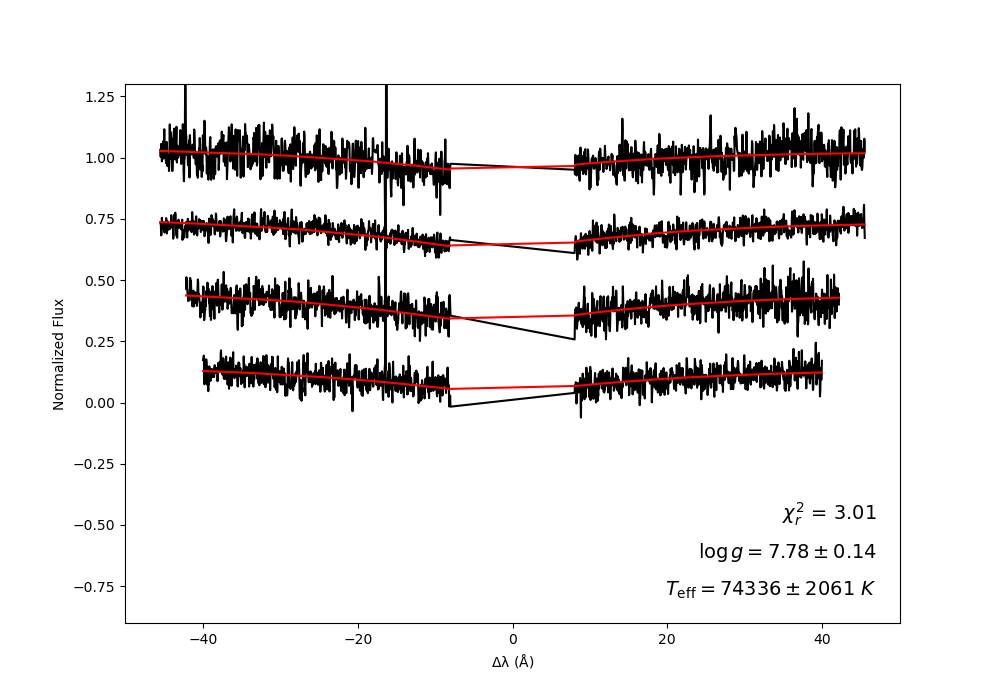 1.25
1.00
0.75
0.50
0.25
0.00
−0.25
−0.50
−0.75
Normalized Flux
χ²ᵣ = 3.01
log g = 7.78 ± 0.14
T_eff = 74336 ± 2061 K
−40 −20 0 20 40
Δλ (Å)